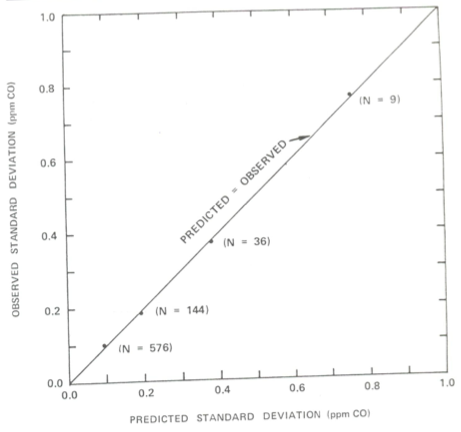 1.0
0.8
0.6
0.4
0.2
0.0
OBSERVED STANDARD DEVIATION (ppm CO)
(N = 9)
PREDICTED = OBSERVED
(N = 36)
(N = 144)
(N = 576)
0.0 0.2 0.4 0.6 0.8 1.0
PREDICTED STANDARD DEVIATION (ppm CO)